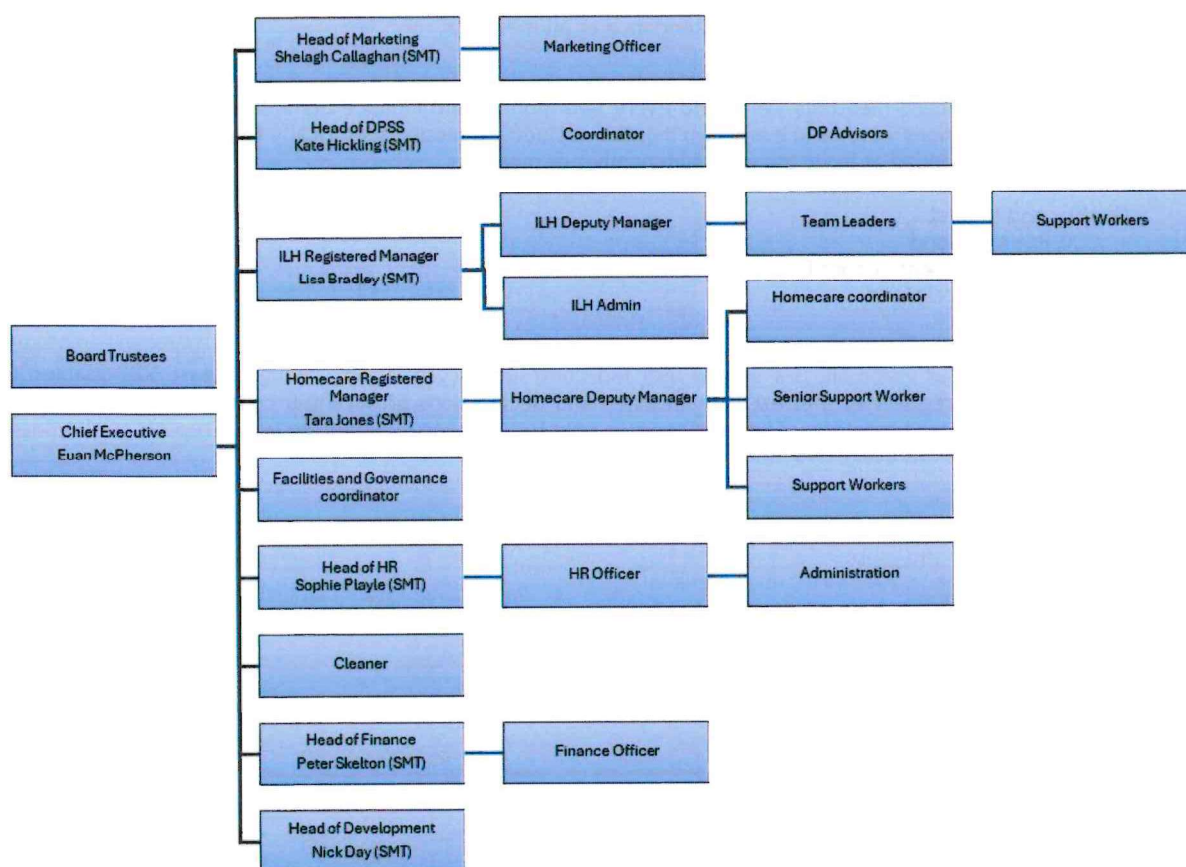 Head of Marketing
Shelagh Callaghan (SMT)
Marketing Officer
Head of DPSS
Kate Hickling (SMT)
Coordinator
DP Advisors
ILH Registered Manager
Lisa Bradley (SMT)
ILH Deputy Manager
Team Leaders
Support Workers
ILH Admin
Board Trustees
Chief Executive
Euan McPherson
Homecare Registered
Manager
Tara Jones (SMT)
Homecare Deputy Manager
Homecare coordinator
Senior Support Worker
Support Workers
Facilities and Governance
coordinator
Head of HR
Sophie Playle (SMT)
HR Officer
Administration
Cleaner
Head of Finance
Peter Skelton (SMT)
Finance Officer
Head of Development
Nick Day (SMT)